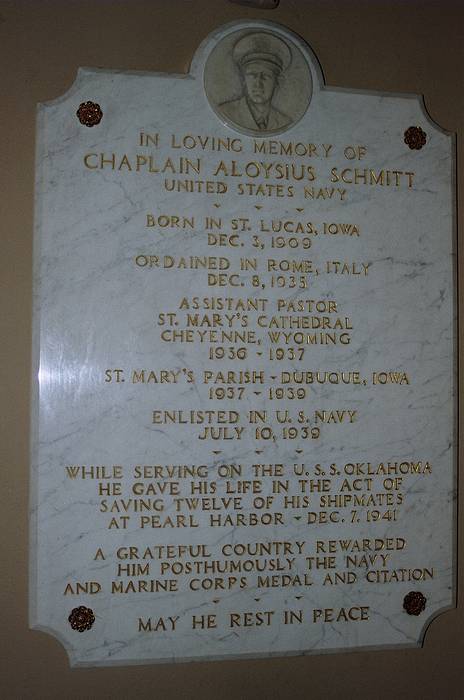 IN LOVING MEMORY OF
CHAPLAIN ALOYSIUS SCHMITT
UNITED STATES NAVY
BORN IN ST. LUCAS, IOWA
DEC. 3, 1909
ORDAINED IN ROME, ITALY
DEC. 8, 1935
ASSISTANT PASTOR
ST. MARY'S CATHEDRAL
CHEYENNE, WYOMING
1936 - 1937
ST. MARY'S PARISH - DUBUQUE, IOWA
1937 - 1939
ENLISTED IN U.S. NAVY
JULY 10, 1939
WHILE SERVING ON THE U.S.S. OKLAHOMA
HE GAVE HIS LIFE IN THE ACT OF
SAVING TWELVE OF HIS SHIPMATES
AT PEARL HARBOR - DEC. 7, 1941
A GRATEFUL COUNTRY REWARDED
HIM POSTHUMOUSLY THE NAVY
AND MARINE CORPS MEDAL AND CITATION
MAY HE REST IN PEACE